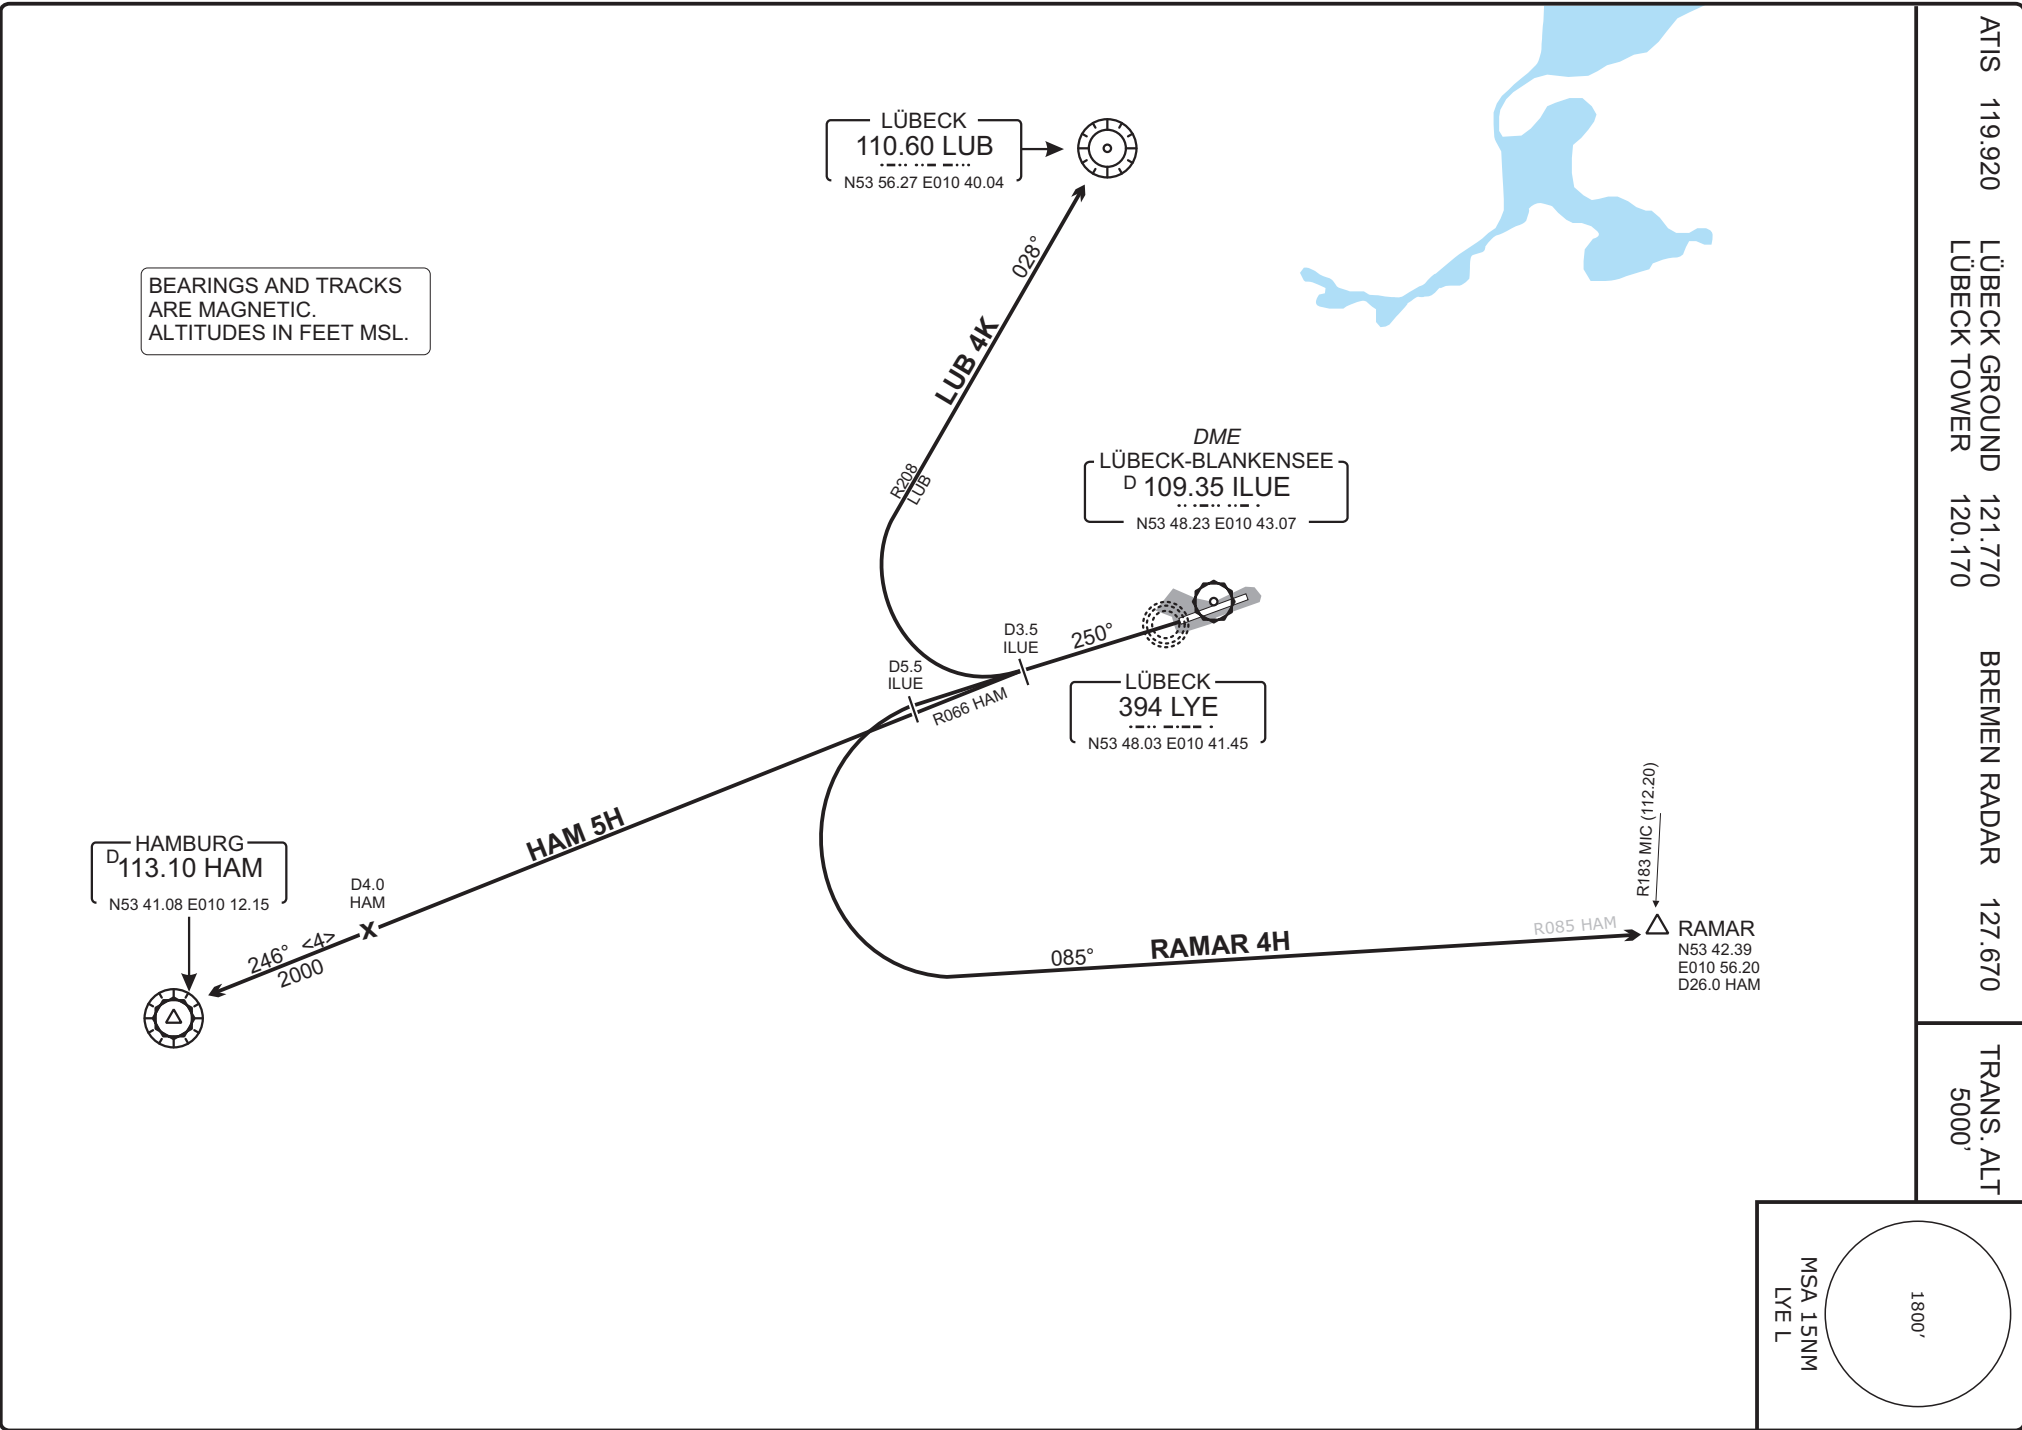 LÜBECK
110.60 LUB
N53 56.27 E010 40.04
BEARINGS AND TRACKS
ARE MAGNETIC.
ALTITUDES IN FEET MSL.
028°
LUB 4K
R208
LUB
DME
LÜBECK-BLANKENSEE
D 109.35 ILUE
N53 48.23 E010 43.07
D3.5
ILUE
250°
D5.5
ILUE
R066 HAM
LÜBECK
394 LYE
N53 48.03 E010 41.45
HAM 5H
HAMBURG
D 113.10 HAM
N53 41.08 E010 12.15
D4.0
HAM
X
246° <4>
2000
085°
RAMAR 4H
R085 HAM
R183 MIC (112.20)
RAMAR
N53 42.39
E010 56.20
D26.0 HAM
ATIS 119.920
LÜBECK GROUND 121.770
LÜBECK TOWER 120.170
BREMEN RADAR 127.670
TRANS. ALT
5000'
1800'
MSA 15NM
LYE L